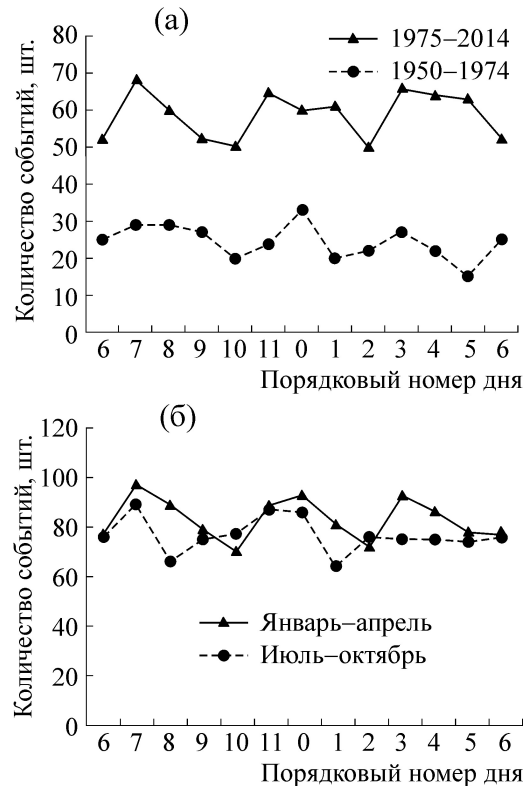 (а)
80
70
60
50
40
30
20
10
0
Количество событий, шт.
1975–2014
1950–1974
6 7 8 9 10 11 0 1 2 3 4 5 6
Порядковый номер дня
(б)
120
100
80
60
40
20
0
Количество событий, шт.
Январь–апрель
Июль–октябрь
6 7 8 9 10 11 0 1 2 3 4 5 6
Порядковый номер дня